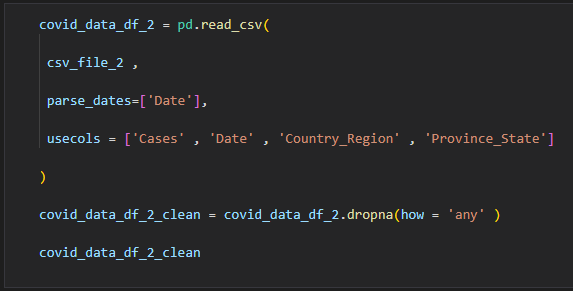 covid_data_df_2 = pd.read_csv(
csv_file_2 ,
parse_dates=['Date'],
usecols = ['Cases' , 'Date' , 'Country_Region' , 'Province_State']
)
covid_data_df_2_clean = covid_data_df_2.dropna(how = 'any' )
covid_data_df_2_clean